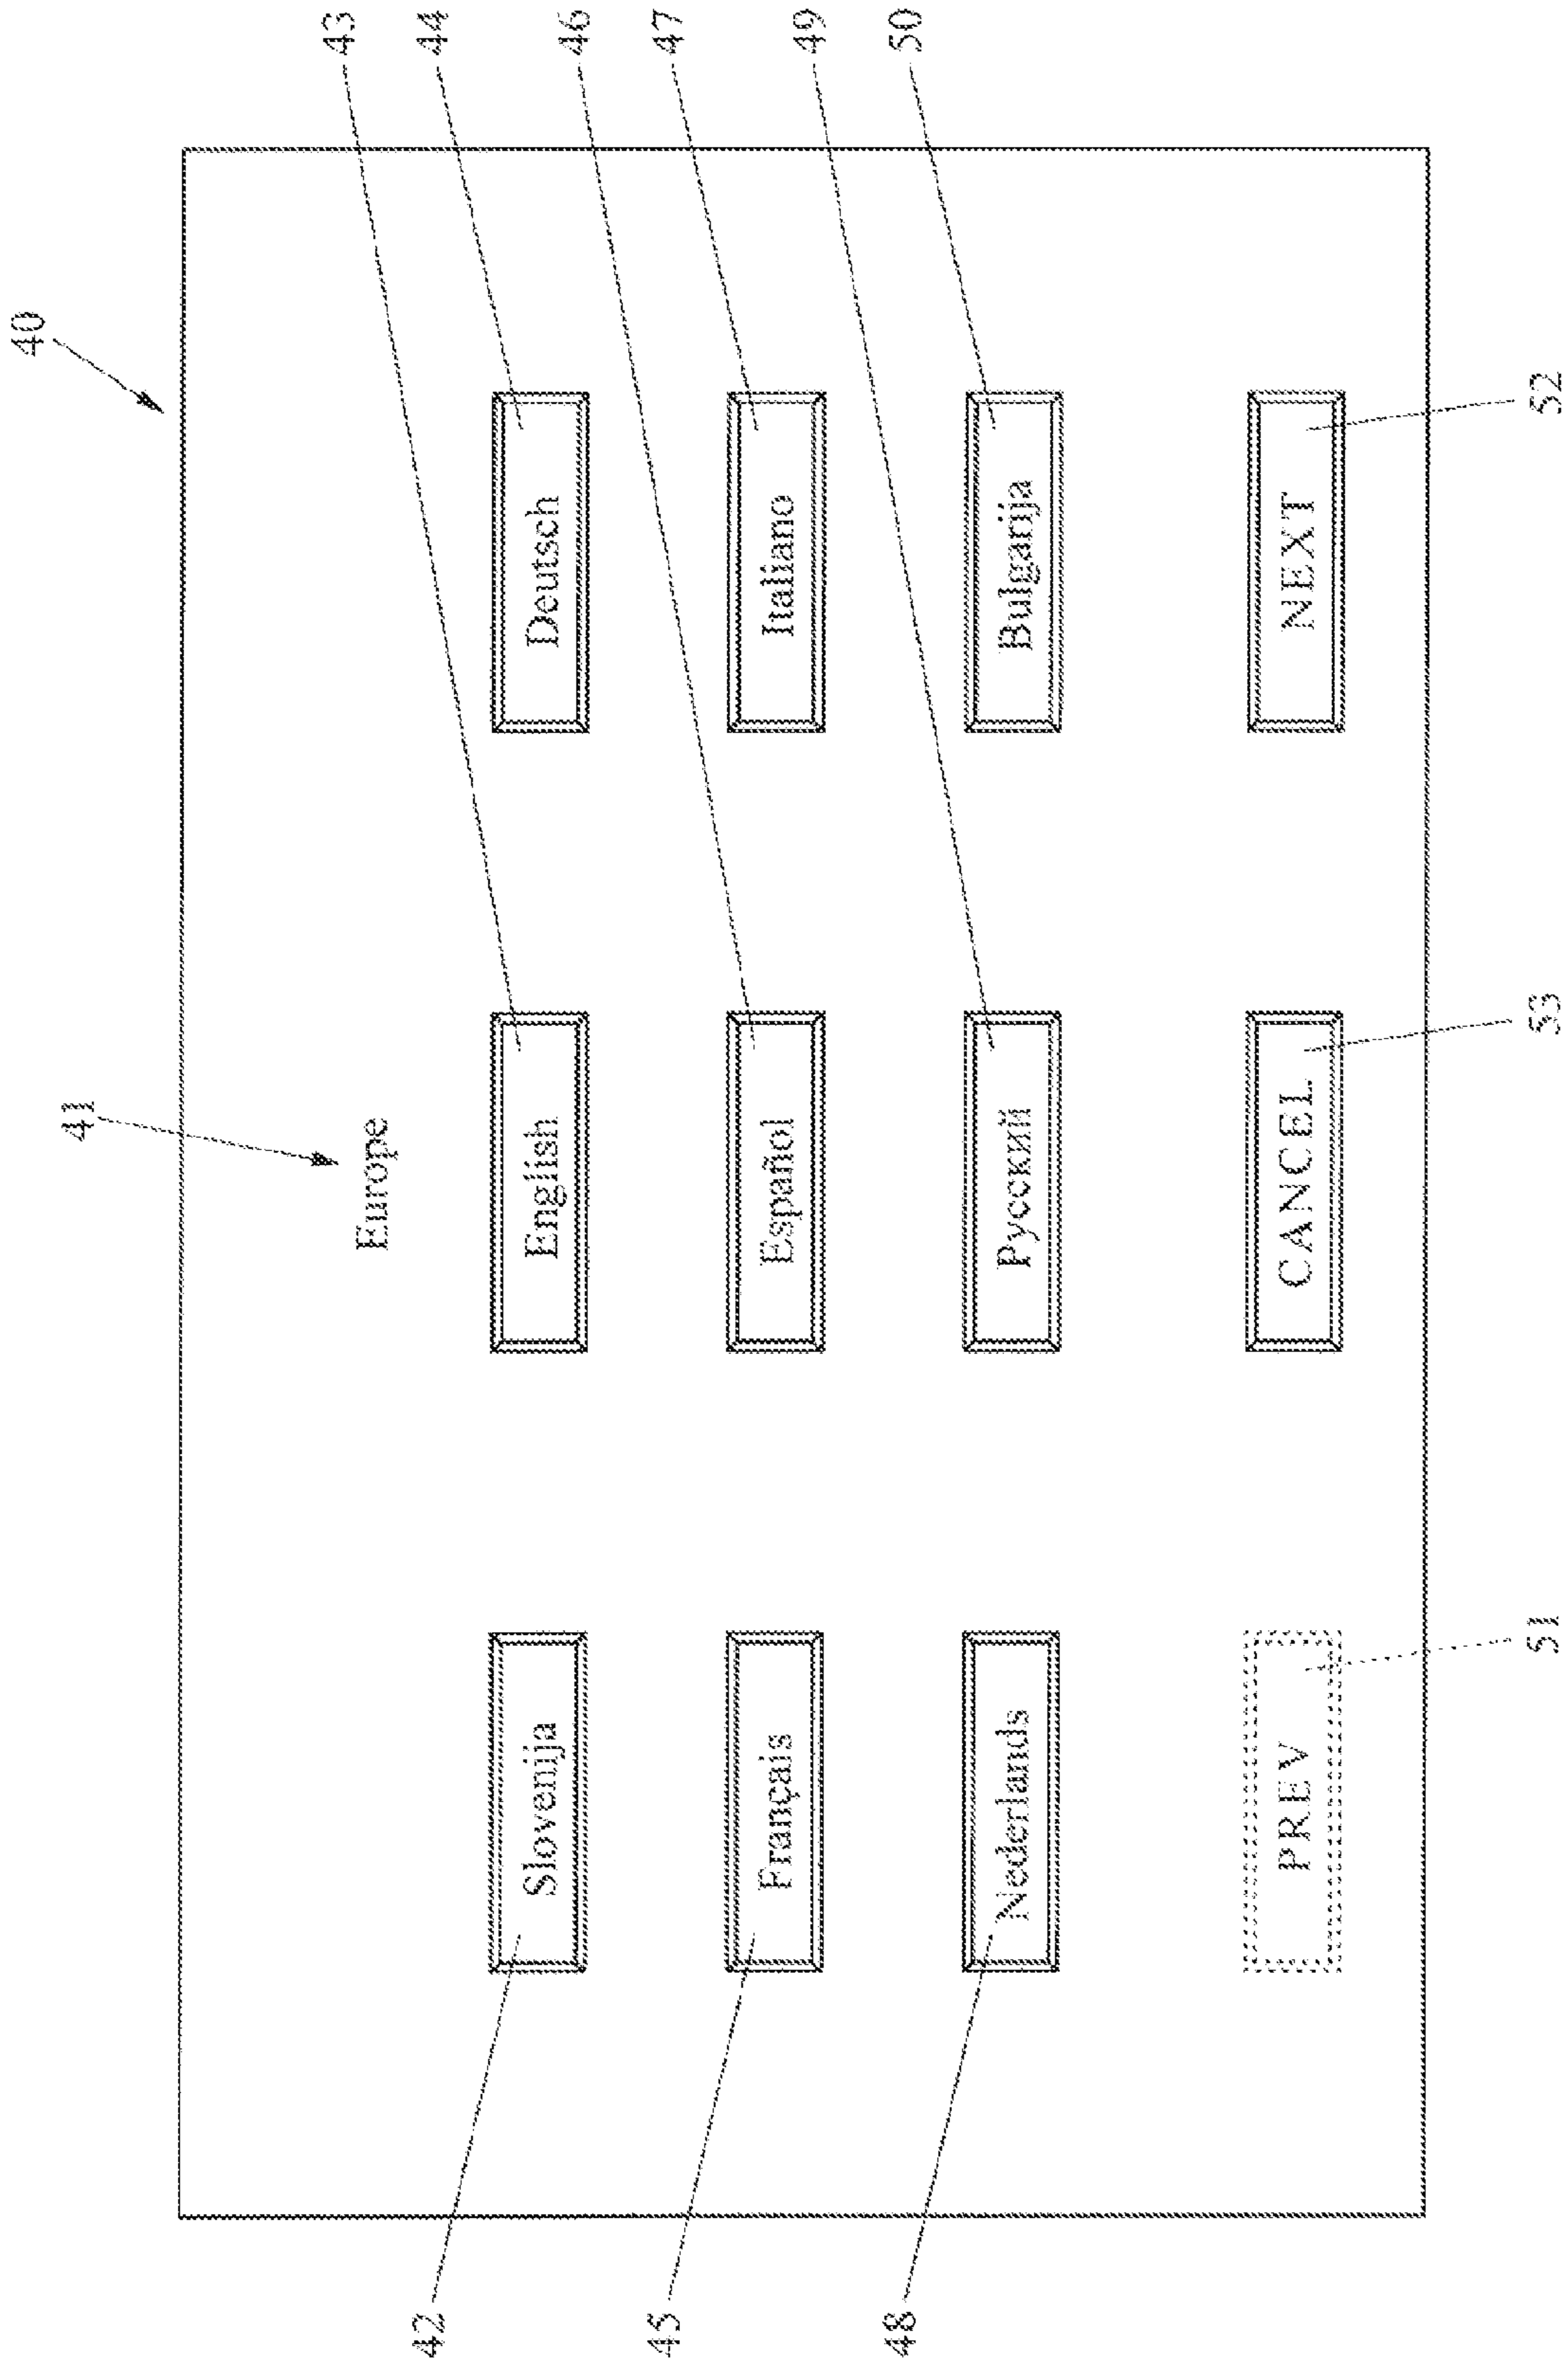 40
41
Europe
43
44
Slovenija
English
Deutsch
42
46
47
Français
Español
Italiano
45
49
50
Nederlands
Русский
Bulgarija
48
PREV
CANCEL
NEXT
51
53
52